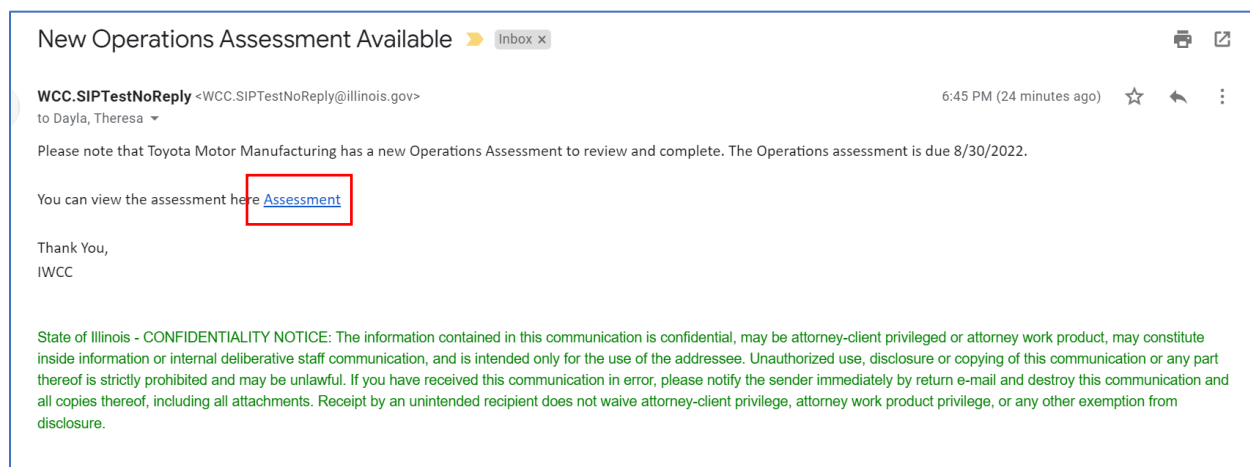 New Operations Assessment Available Inbox ×
WCC.SIPTestNoReply <WCC.SIPTestNoReply@illinois.gov> 6:45 PM (24 minutes ago)
to Dayla, Theresa
Please note that Toyota Motor Manufacturing has a new Operations Assessment to review and complete. The Operations assessment is due 8/30/2022.
You can view the assessment here Assessment
Thank You,
IWCC
State of Illinois - CONFIDENTIALITY NOTICE: The information contained in this communication is confidential, may be attorney-client privileged or attorney work product, may constitute
inside information or internal deliberative staff communication, and is intended only for the use of the addressee. Unauthorized use, disclosure or copying of this communication or any part
thereof is strictly prohibited and may be unlawful. If you have received this communication in error, please notify the sender immediately by return e-mail and destroy this communication and
all copies thereof, including all attachments. Receipt by an unintended recipient does not waive attorney-client privilege, attorney work product privilege, or any other exemption from
disclosure.